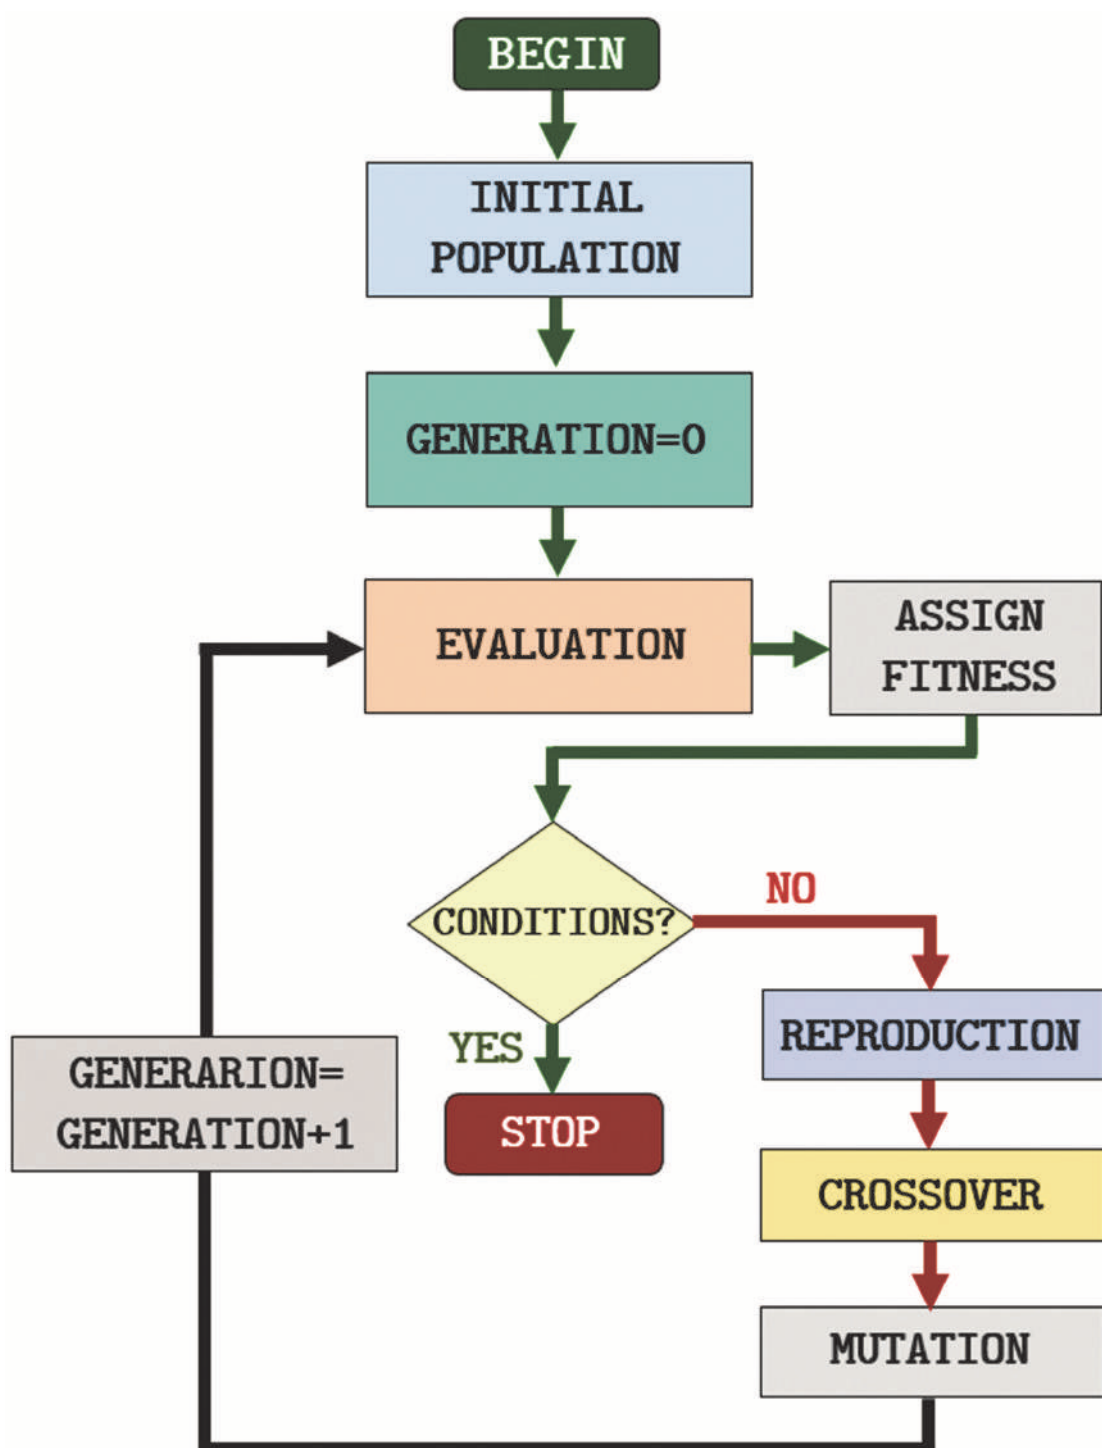 BEGIN
INITIAL
POPULATION
GENERATION=0
EVALUATION
ASSIGN
FITNESS
CONDITIONS?
NO
YES
STOP
REPRODUCTION
CROSSOVER
MUTATION
GENERARION=
GENERATION+1